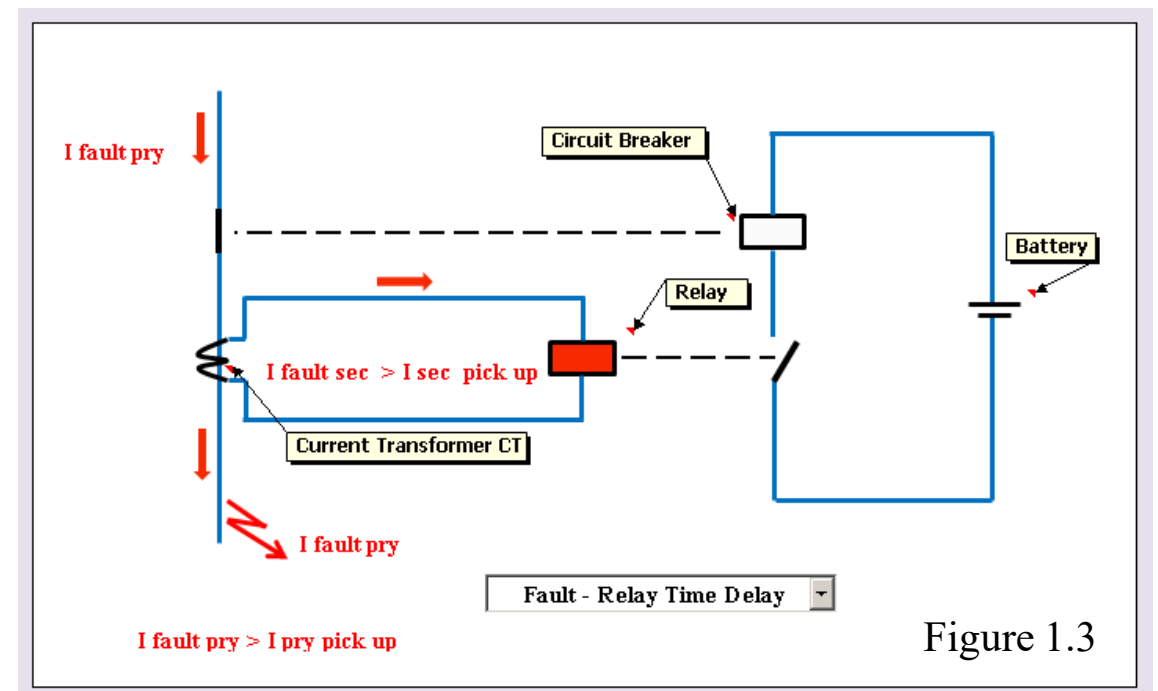 Circuit Breaker
I fault pry
Battery
Relay
I fault sec > I sec pick up
Current Transformer CT
I fault pry
Fault - Relay Time Delay
I fault pry > I pry pick up
Figure 1.3